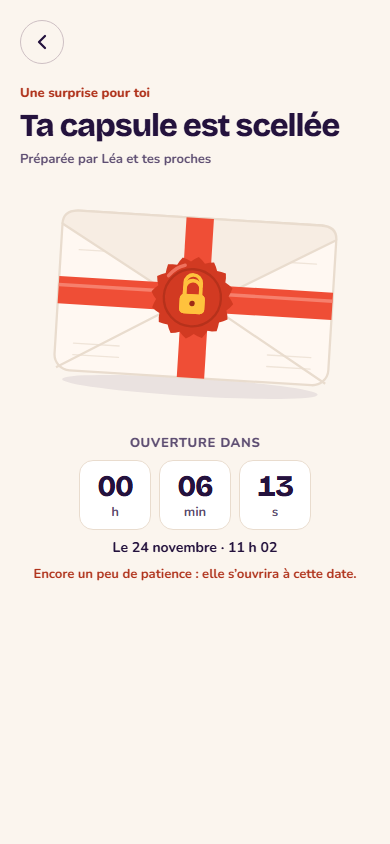 Une surprise pour toi
Ta capsule est scellée
Préparée par Léa et tes proches
OUVERTURE DANS
00 06 13
h min s
Le 24 novembre · 11 h 02
Encore un peu de patience : elle s’ouvrira à cette date.